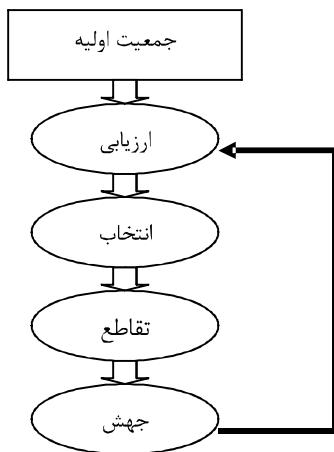 جمعیت اولیه
ارزیابی
انتخاب
تقاطع
جهش